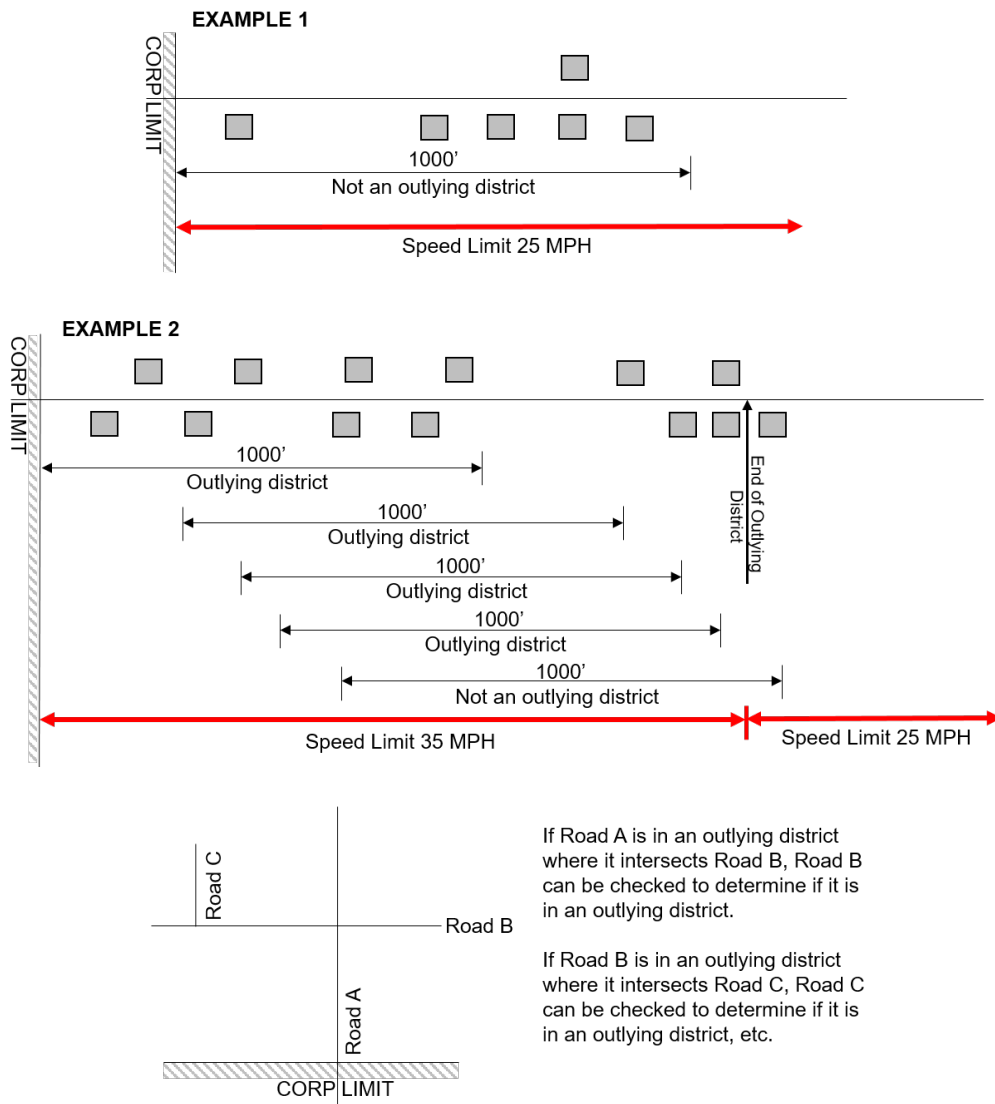 EXAMPLE 1
CORP LIMIT
1000’
Not an outlying district
Speed Limit 25 MPH
EXAMPLE 2
CORP LIMIT
1000’
Outlying district
1000’
Outlying district
1000’
Outlying district
1000’
Outlying district
1000’
Not an outlying district
End of Outlying
District
Speed Limit 35 MPH
Speed Limit 25 MPH
Road C
Road B
Road A
CORP LIMIT
If Road A is in an outlying district
where it intersects Road B, Road B
can be checked to determine if it is
in an outlying district.
If Road B is in an outlying district
where it intersects Road C, Road C
can be checked to determine if it is
in an outlying district, etc.